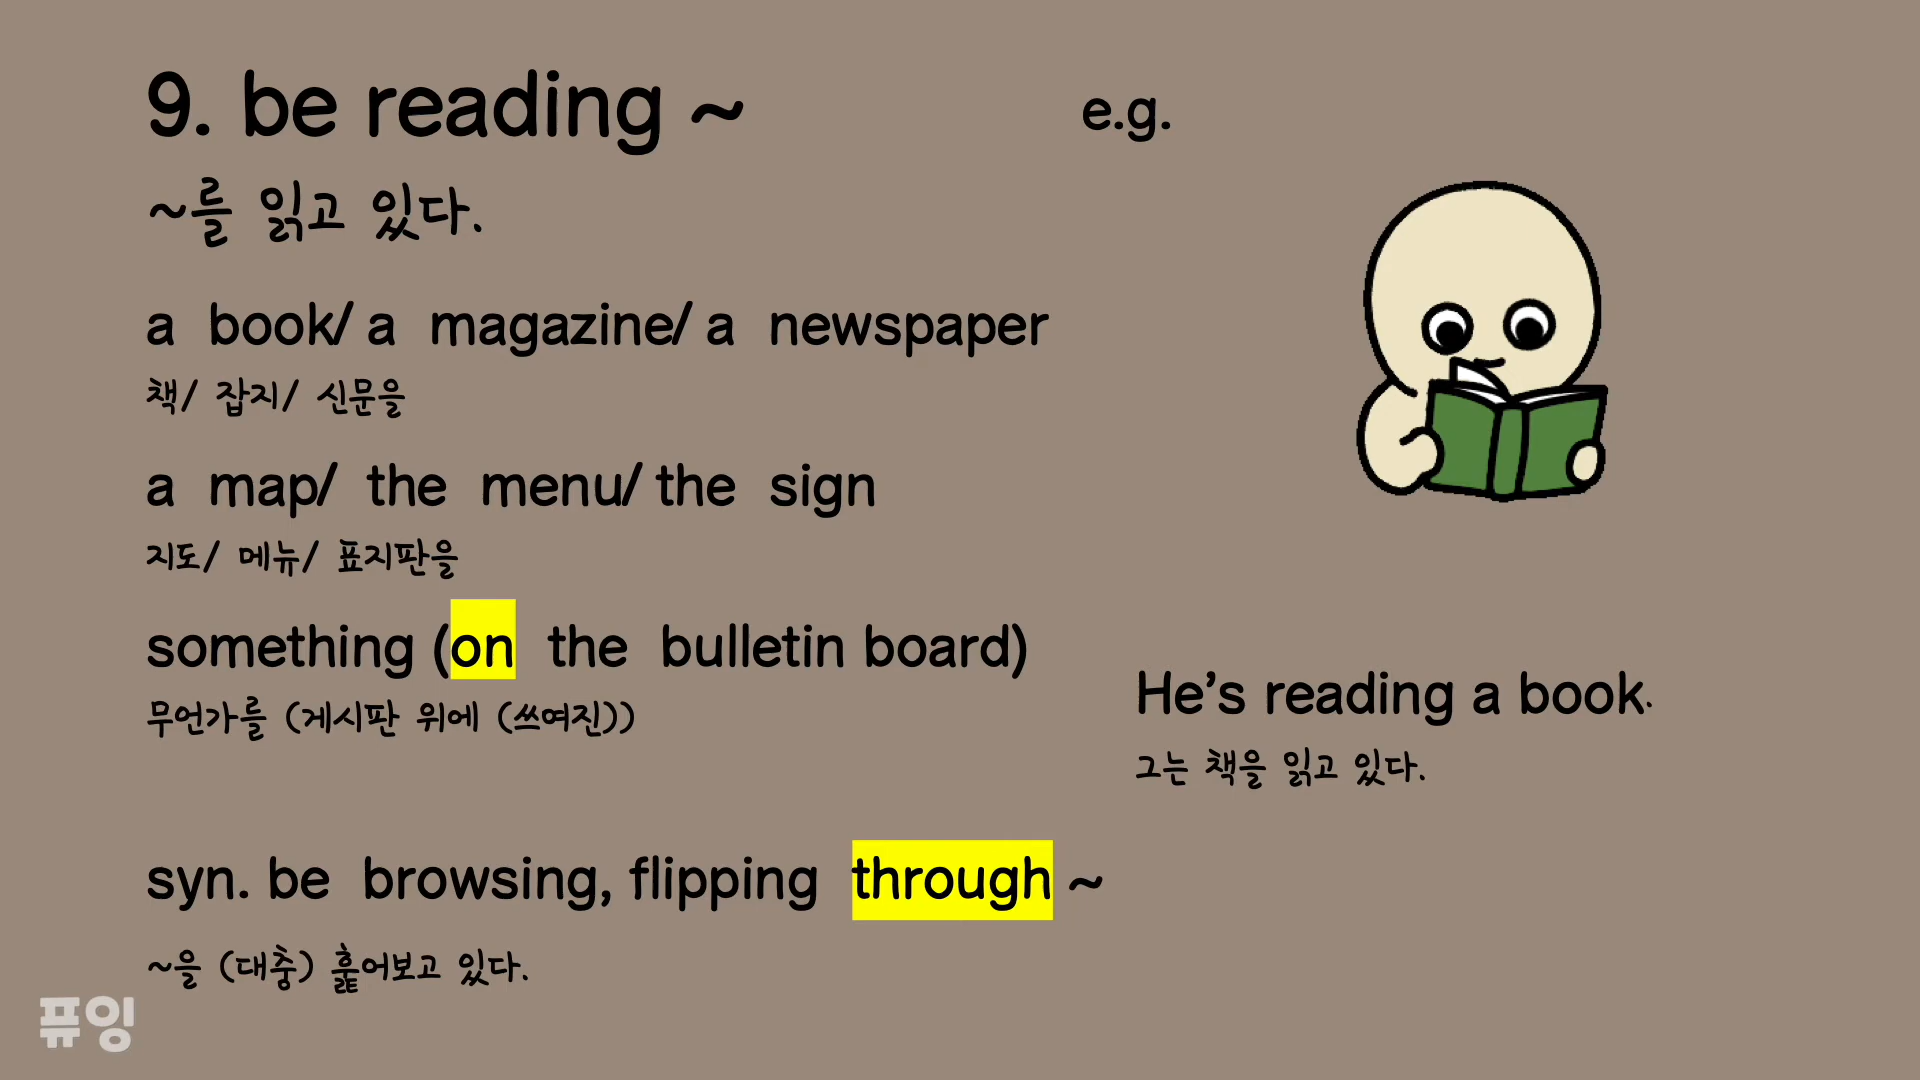 9. be reading ~
~를 읽고 있다.
a book/ a magazine/ a newspaper
책/ 잡지/ 신문을
a map/ the menu/ the sign
지도/ 메뉴/ 표지판을
something (on the bulletin board)
무언가를 (게시판 위에 (쓰여진))
syn. be browsing, flipping through ~
~을 (대충) 훑어보고 있다.
e.g.
He's reading a book.
그는 책을 읽고 있다.
퓨잉